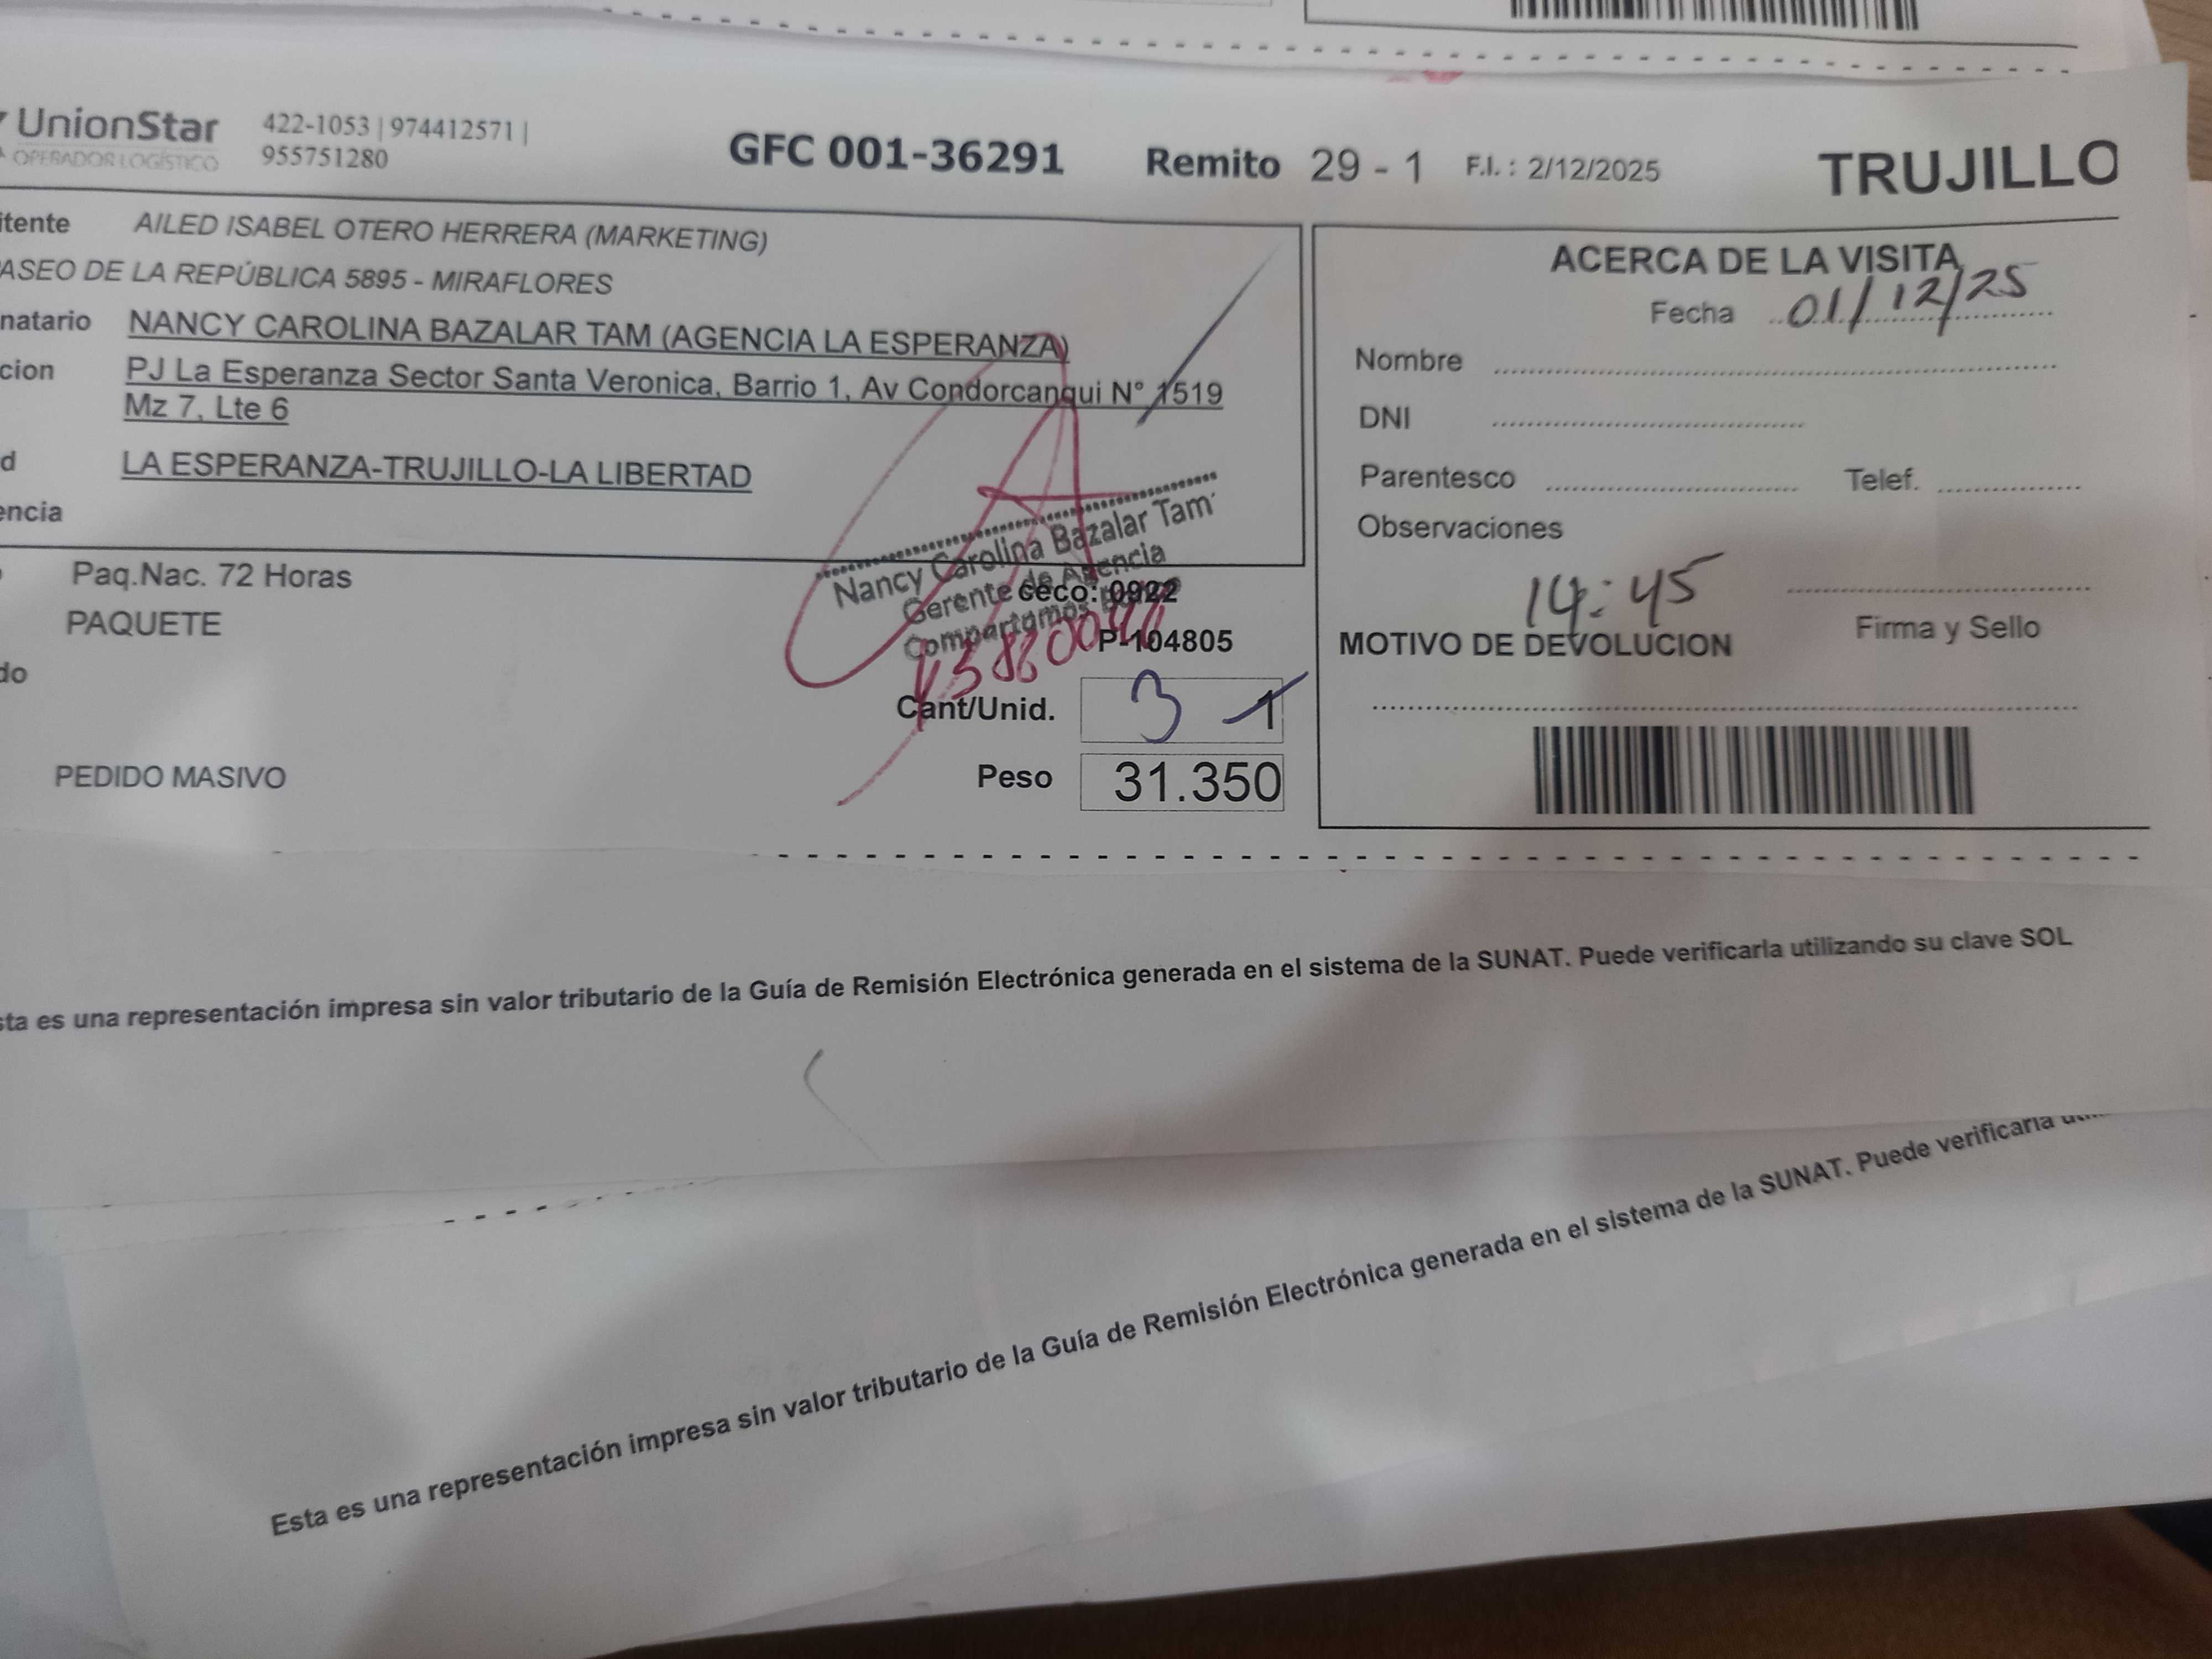 UnionStar
OPERADOR LOGÍSTICO
422-1053 | 974412571 |
955751280
GFC 001-36291
Remito 29 - 1
F.I. : 2/12/2025
TRUJILLO
itente AILED ISABEL OTERO HERRERA (MARKETING)
ASEO DE LA REPÚBLICA 5895 - MIRAFLORES
natario NANCY CAROLINA BAZALAR TAM (AGENCIA LA ESPERANZA)
cion PJ La Esperanza Sector Santa Veronica, Barrio 1, Av Condorcanqui N° 1519
Mz 7, Lte 6
d LA ESPERANZA-TRUJILLO-LA LIBERTAD
encia
Paq.Nac. 72 Horas
PAQUETE
do
PEDIDO MASIVO
Nancy Carolina Bazalar Tam
Gerente de Agencia
Compartamos
ceco: 0922
P-104805
Cant/Unid. 3 1
Peso 31.350
ACERCA DE LA VISITA
Fecha 01/12/25
Nombre
DNI
Parentesco Telef.
Observaciones
14:45
Firma y Sello
MOTIVO DE DEVOLUCION
sta es una representación impresa sin valor tributario de la Guía de Remisión Electrónica generada en el sistema de la SUNAT. Puede verificarla utilizando su clave SOL
Esta es una representación impresa sin valor tributario de la Guía de Remisión Electrónica generada en el sistema de la SUNAT. Puede verificarla